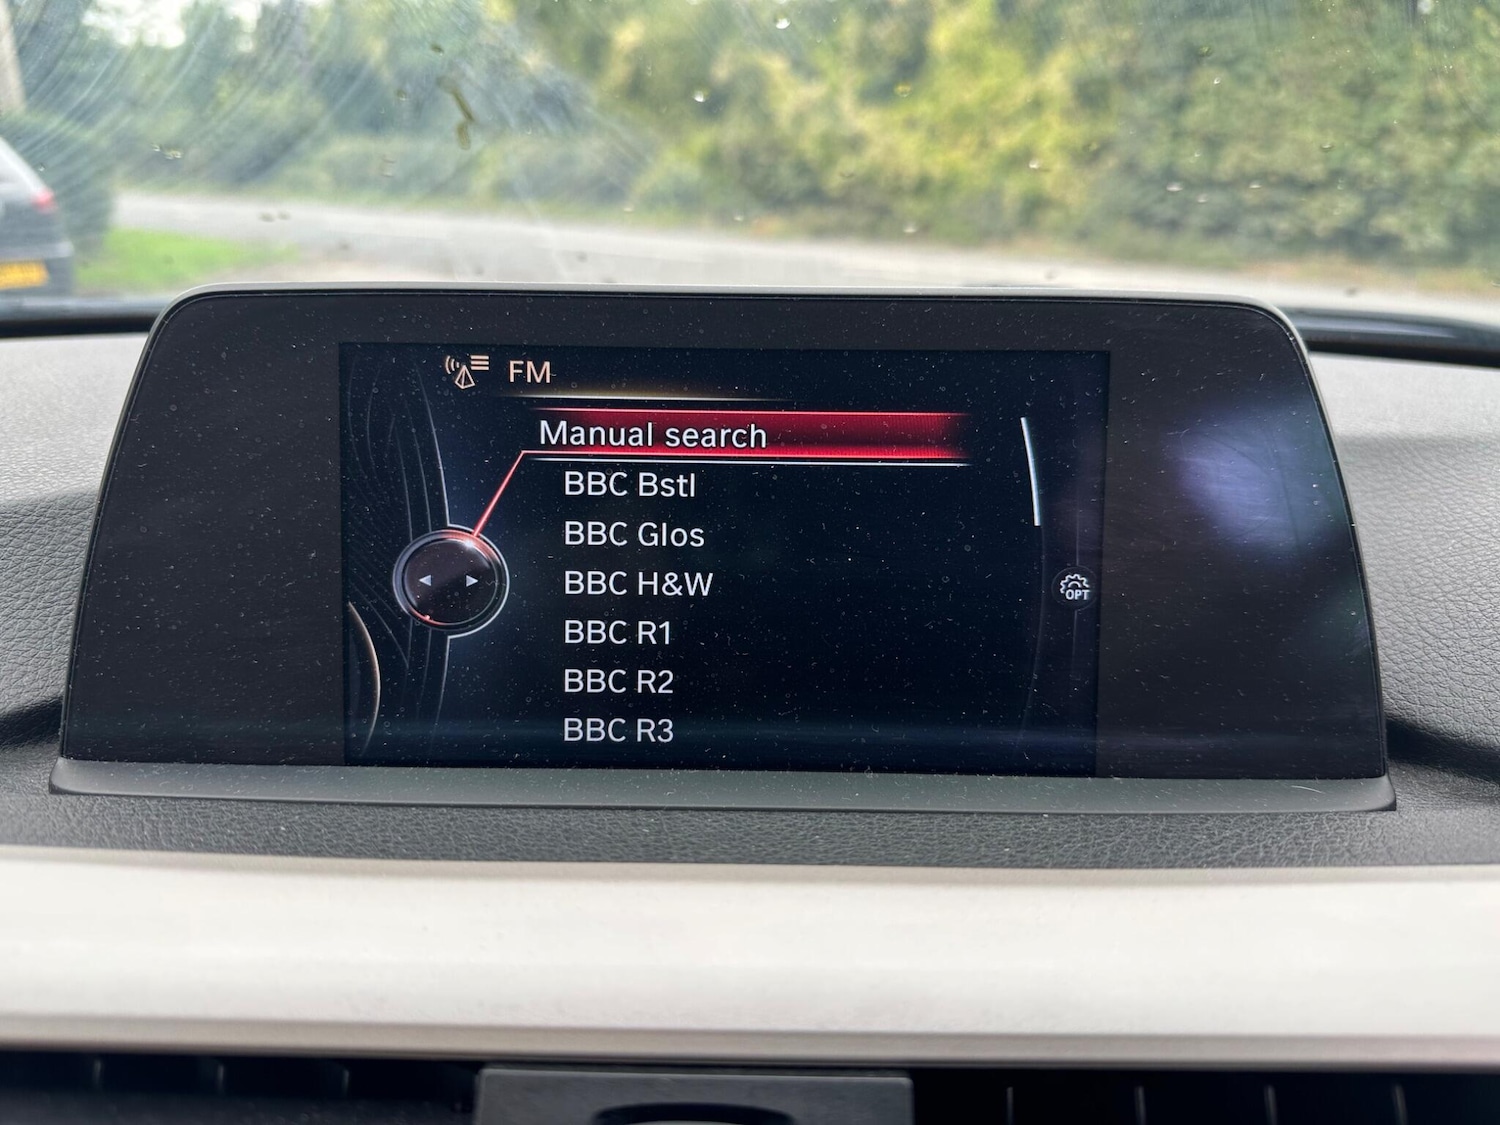 FM
Manual search
BBC Bstl
BBC Glos
BBC H&W
BBC R1
BBC R2
BBC R3
OPT